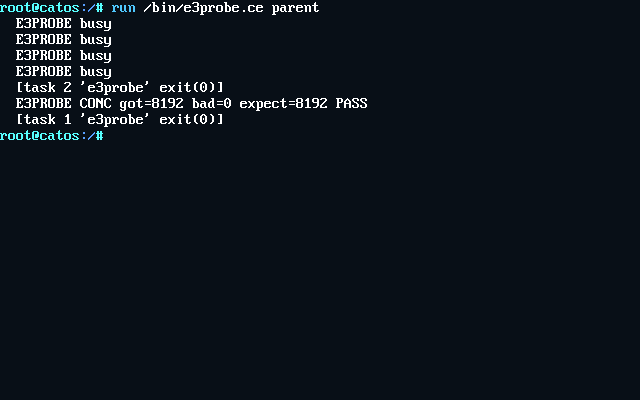 root@catos:/# run /bin/e3probe.ce parent
E3PROBE busy
E3PROBE busy
E3PROBE busy
E3PROBE busy
[task 2 'e3probe' exit(0)]
E3PROBE CONC got=8192 bad=0 expect=8192 PASS
[task 1 'e3probe' exit(0)]
root@catos:/#